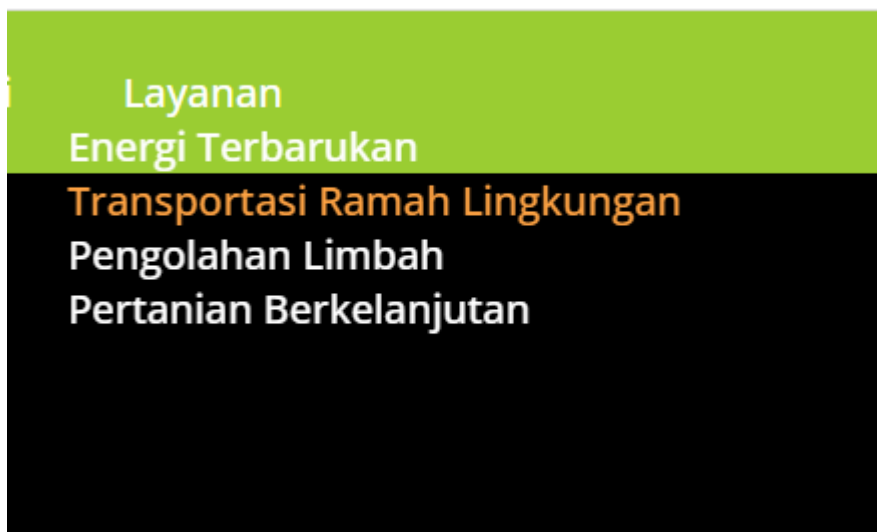 i Layanan
Energi Terbarukan
Transportasi Ramah Lingkungan
Pengolahan Limbah
Pertanian Berkelanjutan